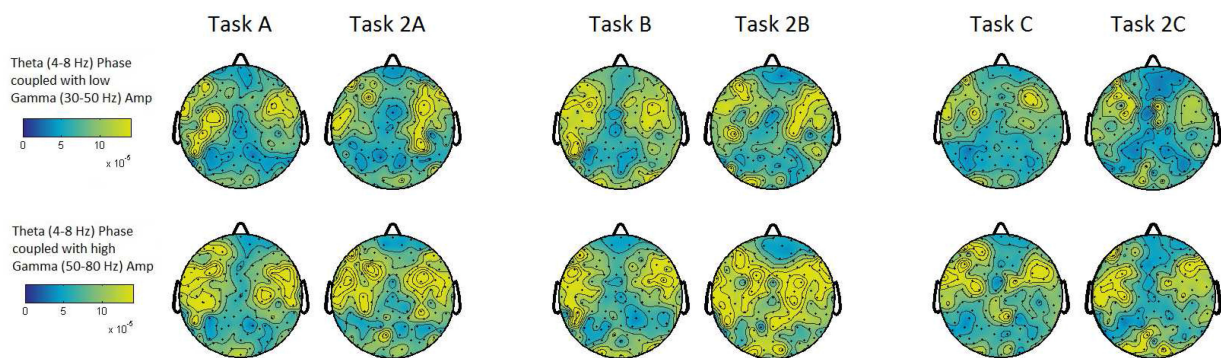 Task A Task 2A Task B Task 2B Task C Task 2C
Theta (4-8 Hz) Phase
coupled with low
Gamma (30-50 Hz) Amp
0 5 10
x 10⁻⁵
Theta (4-8 Hz) Phase
coupled with high
Gamma (50-80 Hz) Amp
0 5 10
x 10⁻⁵